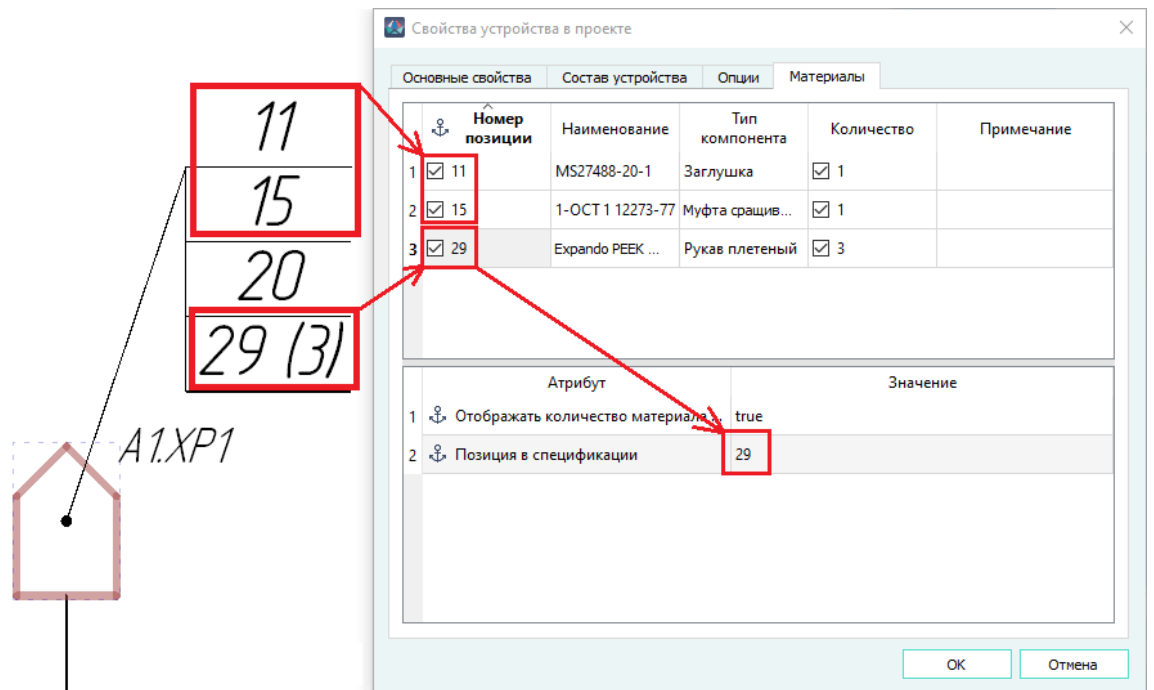 11
15
20
29 (3)
A1.XP1
Свойства устройств в проекте
Основные свойства Состав устройства Опции Материалы
Номер позиции Наименование Тип компонента Количество Примечание
1 11 MS27488-20-1 Заглушка 1
2 15 1-ОСТ 1 12273-77 Муфта сращив... 1
3 29 Expando PEEK ... Рукав плетеный 3
Атрибут Значение
1 Отображать количество материала ... true
2 Позиция в спецификации 29
ОК Отмена